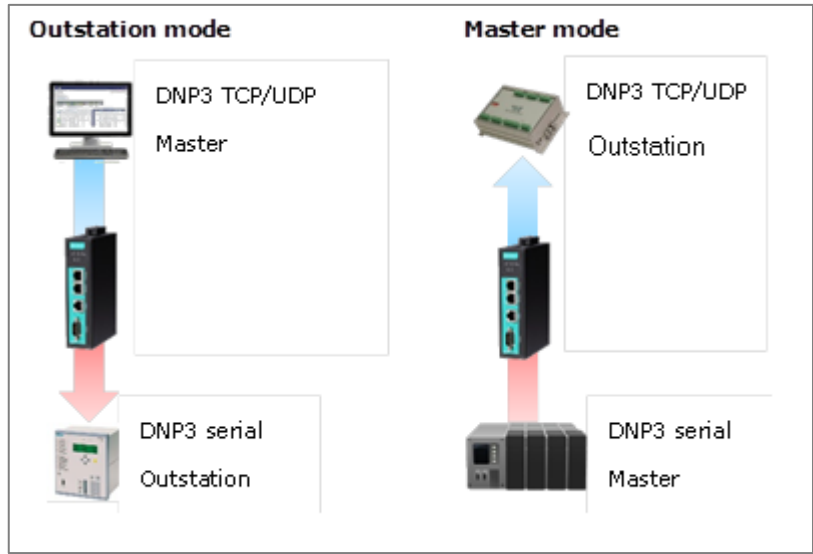 Outstation mode
DNP3 TCP/UDP
Master
DNP3 serial
Outstation
Master mode
DNP3 TCP/UDP
Outstation
DNP3 serial
Master